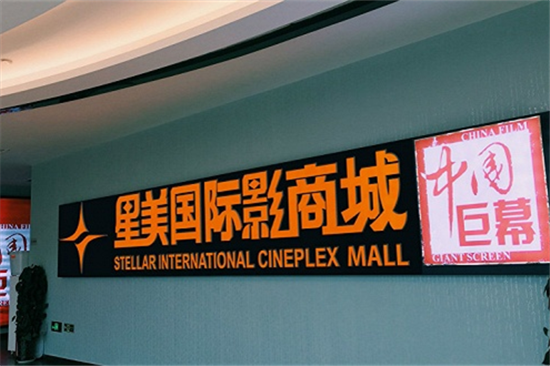 星美国际影商城
STELLAR INTERNATIONAL CINEPLEX MALL
CHINA FILM
中国
巨幕
GIANT SCREEN